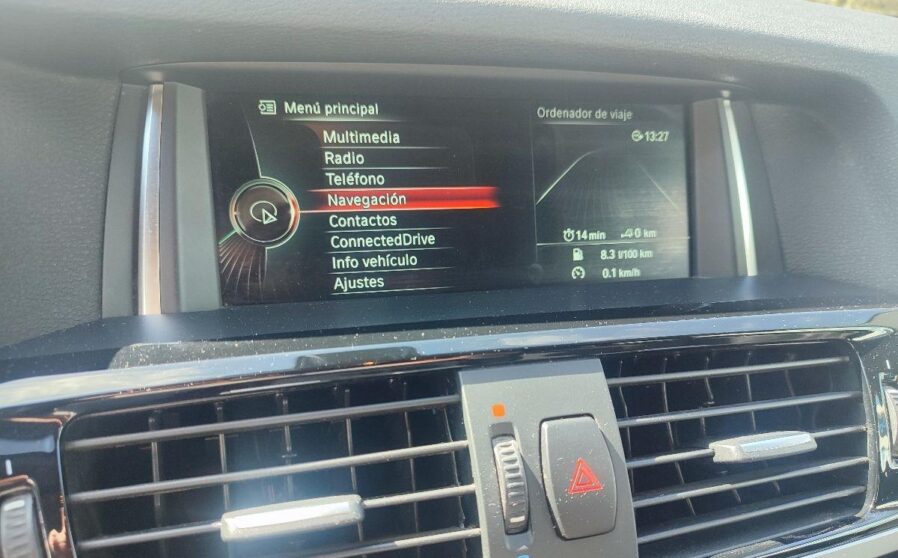 Menú principal
Multimedia
Radio
Teléfono
Navegación
Contactos
ConnectedDrive
Info vehículo
Ajustes
Ordenador de viaje
13:27
14 min 0 km
8.3 l/100 km
0.1 km/h